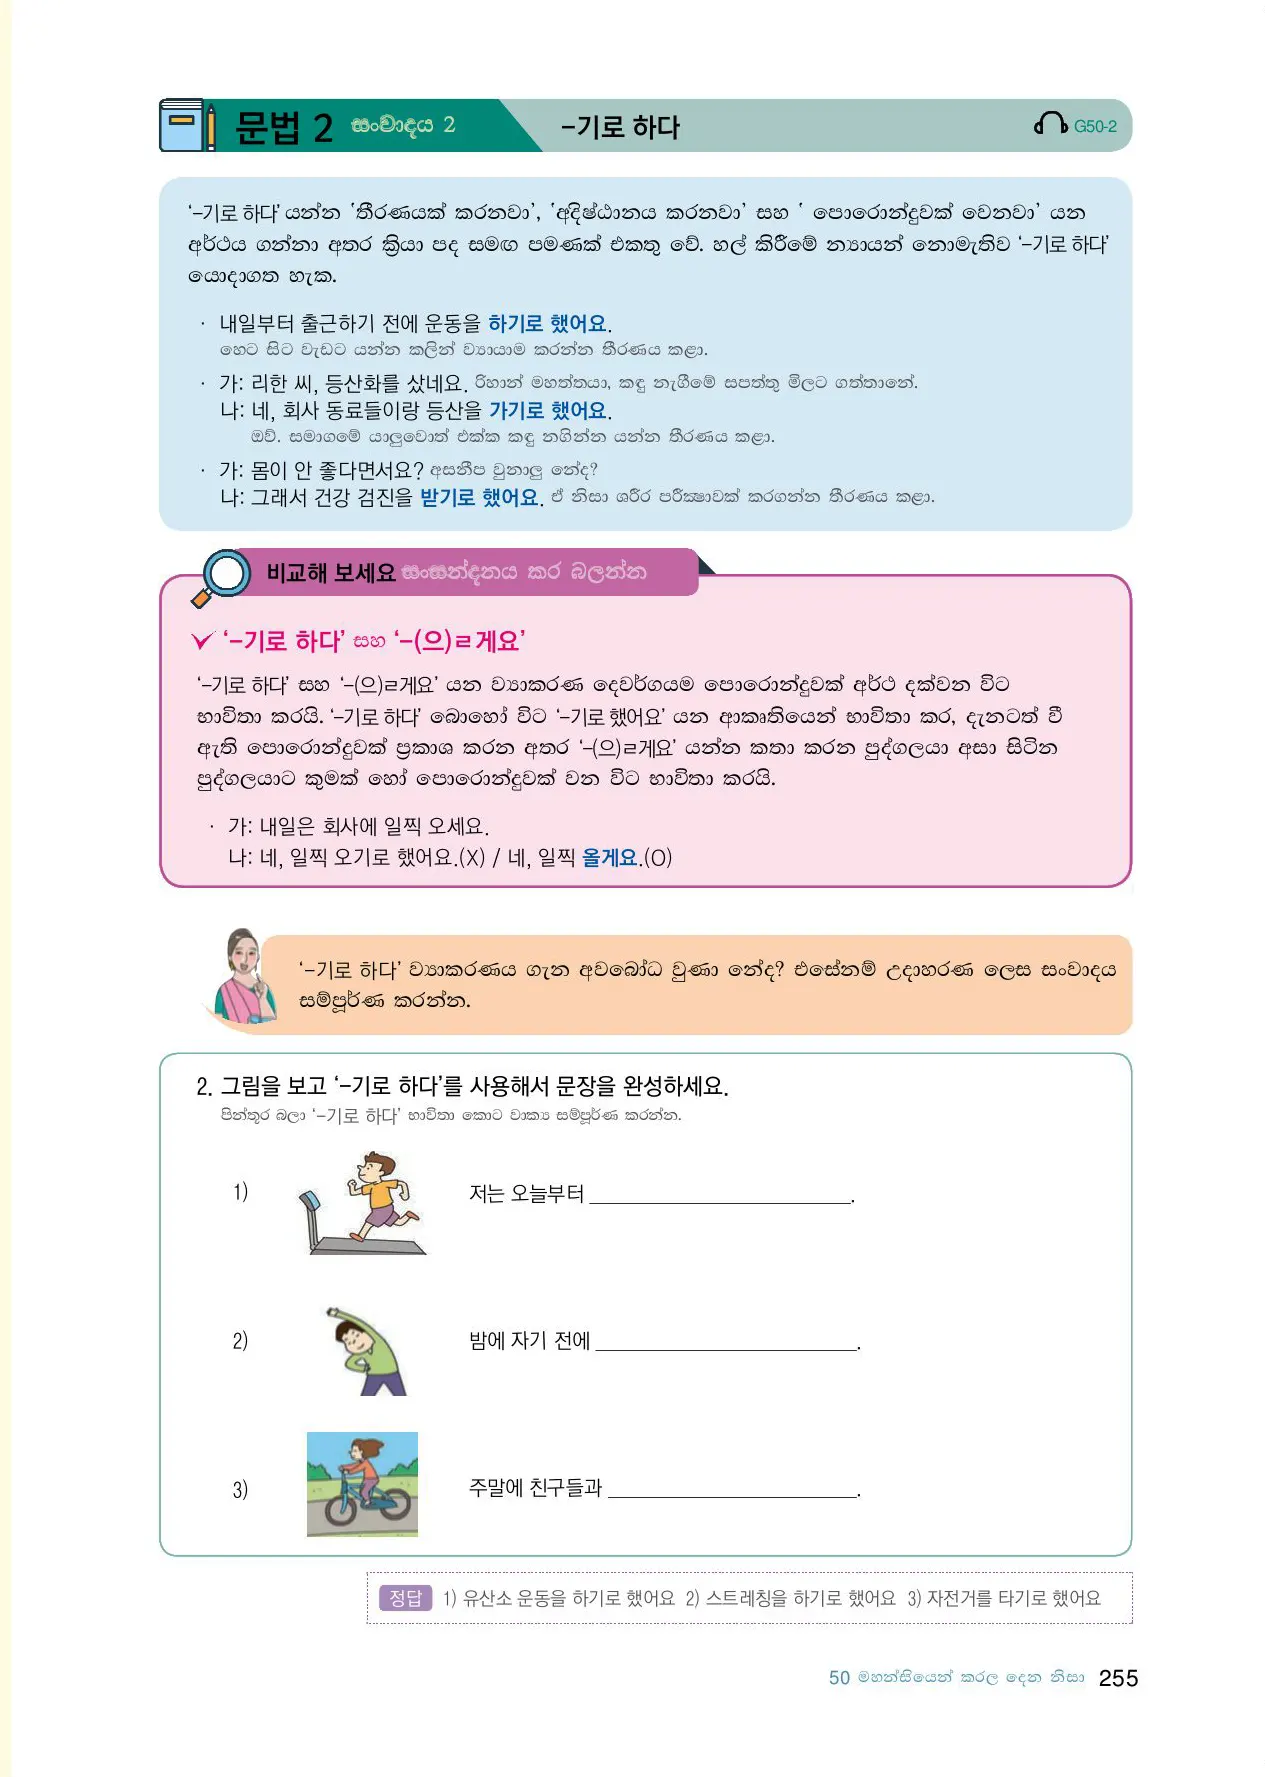 문법 2 සංවාදය 2 -기로 하다 G50-2
‘-기로 하다’ යන්න ‘තීරණයක් කරනවා’, ‘අදිෂ්ඨානය කරනවා’ සහ ‘ පොරොන්දුවක් වෙනවා’ යන
අර්ථය ගන්නා අතර ක්‍රියා පද සමඟ පමණක් එකතු වේ. හල් කිරීමේ න්‍යායන් නොමැතිව ‘-기로 하다’
යොදාගත හැක.
· 내일부터 출근하기 전에 운동을 하기로 했어요.
හෙට සිට වැඩට යන්න කලින් ව්‍යායාම කරන්න තීරණය කළා.
· 가: 리한 씨, 등산화를 샀네요. රිහාන් මහත්තයා, කඳු නැගීමේ සපත්තු මිලට ගත්තානේ.
나: 네, 회사 동료들이랑 등산을 가기로 했어요.
ඔව්. සමාගමේ යාලුවොත් එක්ක කඳු නගින්න යන්න තීරණය කළා.
· 가: 몸이 안 좋다면서요? අසනීප වුනාලු නේද?
나: 그래서 건강 검진을 받기로 했어요. ඒ නිසා ශරීර පරීක්‍ෂාවක් කරගන්න තීරණය කළා.
비교해 보세요 සංසන්දනය කර බලන්න
‘-기로 하다’ සහ ‘-(으)ㄹ게요’
‘-기로 하다’ සහ ‘-(으)ㄹ게요’ යන ව්‍යාකරණ දෙවර්ගයම පොරොන්දුවක් අර්ථ දක්වන විට
භාවිතා කරයි. ‘-기로 하다’ බොහෝ විට ‘-기로 했어요’ යන ආකෘතියෙන් භාවිතා කර, දැනටත් වී
ඇති පොරොන්දුවක් ප්‍රකාශ කරන අතර ‘-(으)ㄹ게요’ යන්න කතා කරන පුද්ගලයා අසා සිටින
පුද්ගලයාට කුමක් හෝ පොරොන්දුවක් වන විට භාවිතා කරයි.
· 가: 내일은 회사에 일찍 오세요.
나: 네, 일찍 오기로 했어요.(X) / 네, 일찍 올게요.(O)
‘-기로 하다’ ව්‍යාකරණය ගැන අවබෝධ වුණා නේද? එසේනම් උදාහරණ ලෙස සංවාදය
සම්පූර්ණ කරන්න.
2. 그림을 보고 ‘-기로 하다’를 사용해서 문장을 완성하세요.
පින්තූර බලා ‘-기로 하다’ භාවිතා කොට වාක්‍ය සම්පූර්ණ කරන්න.
1) 저는 오늘부터 ________________________.
2) 밤에 자기 전에 ________________________.
3) 주말에 친구들과 ________________________.
정답 1) 유산소 운동을 하기로 했어요 2) 스트레칭을 하기로 했어요 3) 자전거를 타기로 했어요
50 මහන්සියෙන් කරල දෙන නිසා 255